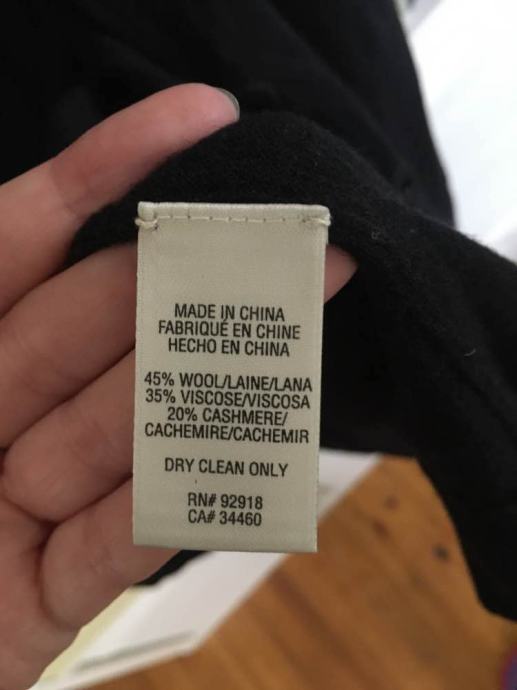 MADE IN CHINA
FABRIQUÉ EN CHINE
HECHO EN CHINA
45% WOOL/LAINE/LANA
35% VISCOSE/VISCOSA
20% CASHMERE/
CACHEMIRE/CACHEMIR
DRY CLEAN ONLY
RN# 92918
CA# 34460